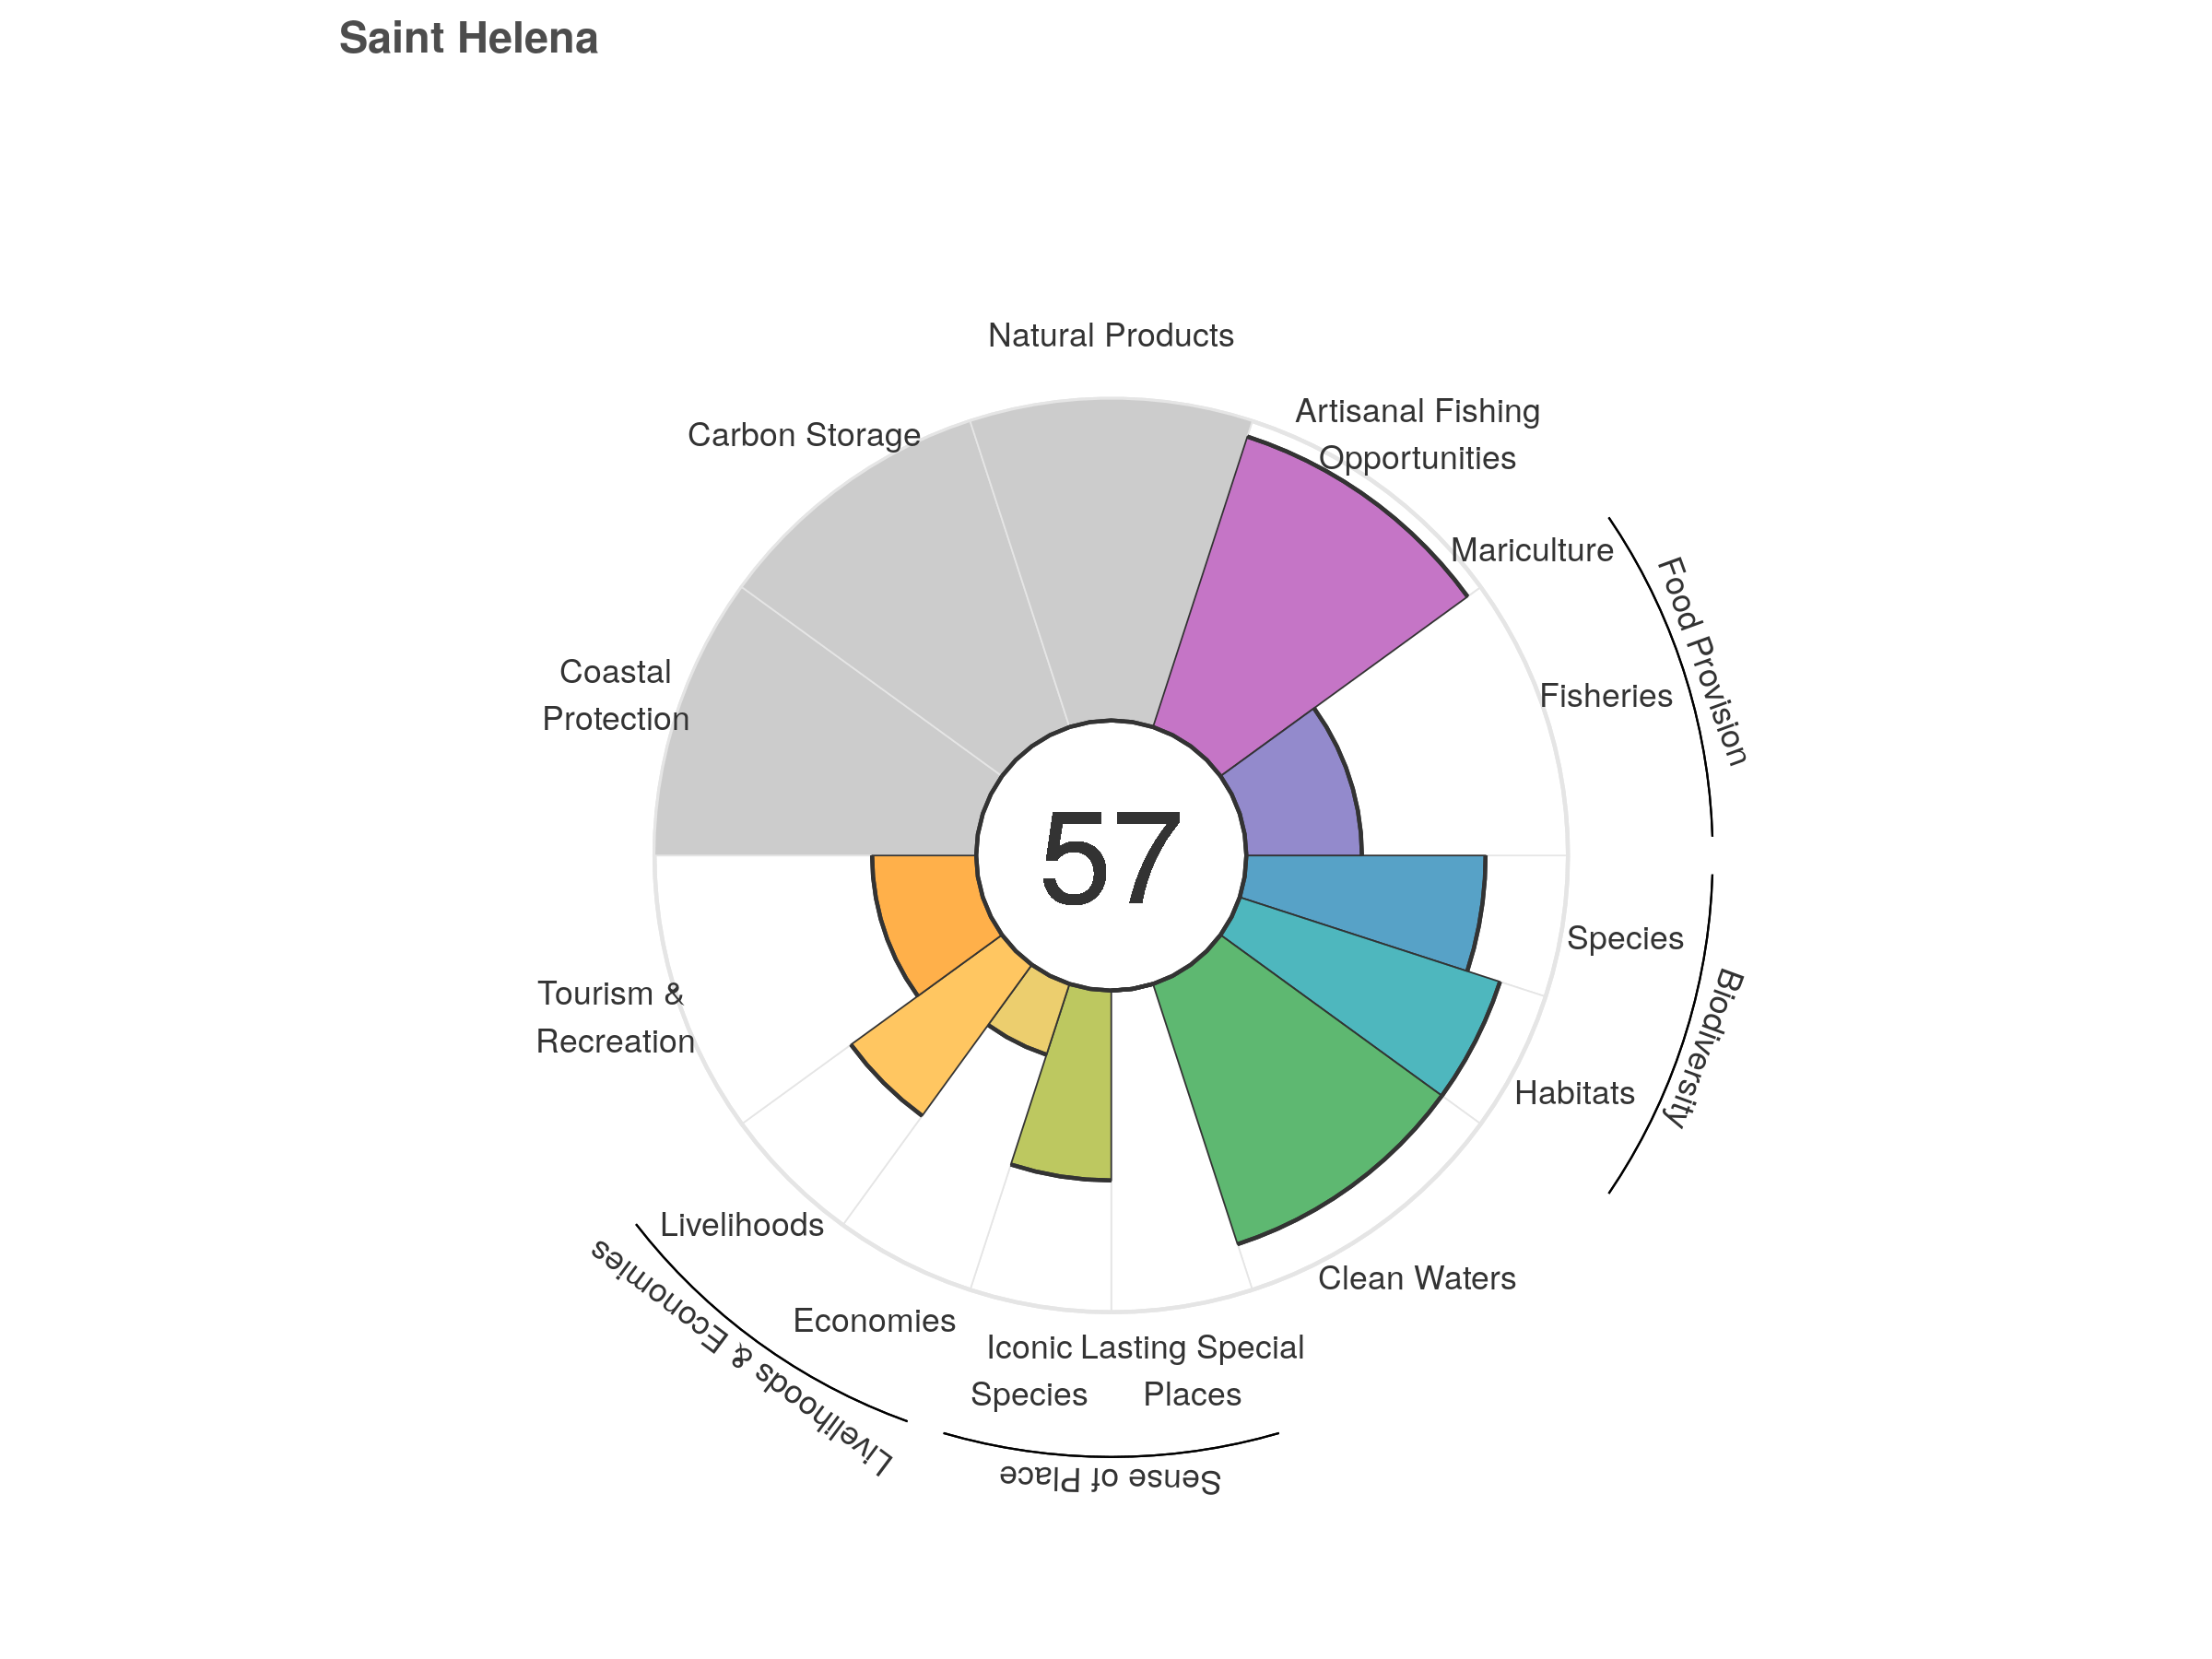 Saint Helena
Natural Products
Artisanal Fishing
Opportunities
Carbon Storage
Mariculture
Food Provision
Coastal
Protection
Fisheries
57
Species
Biodiversity
Tourism &
Recreation
Habitats
Livelihoods
Livelihoods & Economies
Clean Waters
Economies
Iconic
Species
Lasting Special
Places
Sense of Place